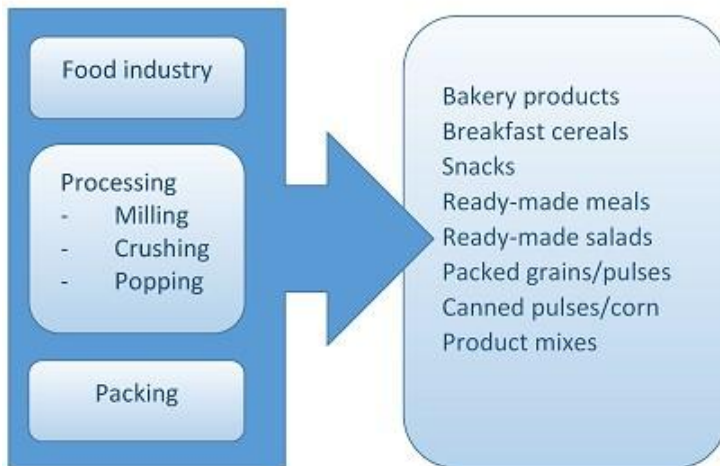 Food industry
Processing
- Milling
- Crushing
- Popping
Packing
Bakery products
Breakfast cereals
Snacks
Ready-made meals
Ready-made salads
Packed grains/pulses
Canned pulses/corn
Product mixes